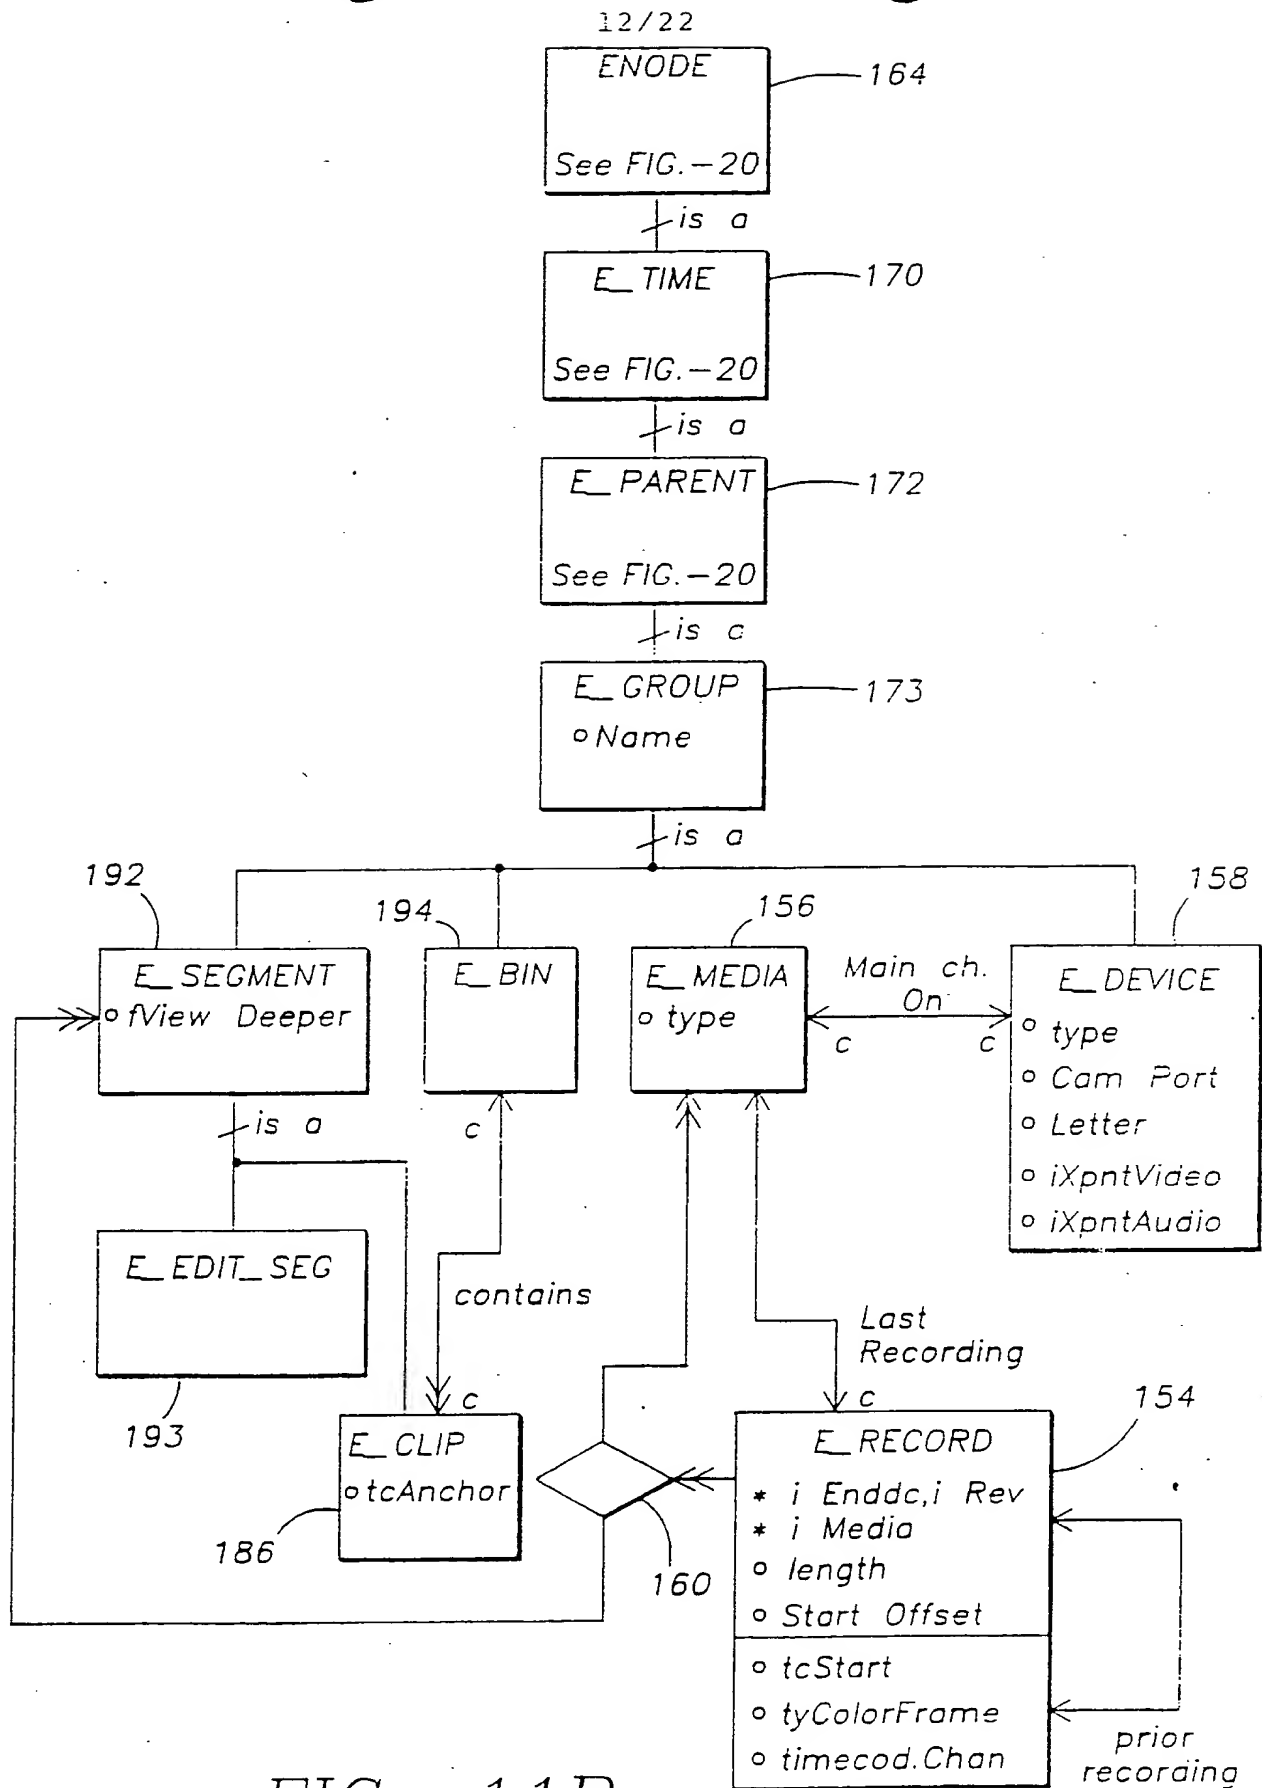 12/22
ENODE
164
See FIG.-20
is a
E_TIME
170
See FIG.-20
is a
E_PARENT
172
See FIG.-20
is c
E_GROUP
173
o Name
is a
192
194
156
158
E_SEGMENT
o fView Deeper
E_BIN
E_MEDIA
o type
Main ch.
On
c
c
E_DEVICE
o type
o Cam Port
o Letter
o iXpntVideo
o iXpntAudio
is a
c
E_EDIT_SEG
193
contains
c
Last
Recording
c
154
E_CLIP
o tcAnchor
186
160
E_RECORD
* i Enddc,i Rev
* i Media
o length
o Start Offset
o tcStart
o tyColorFrame
o timecod.Chan
prior
recording